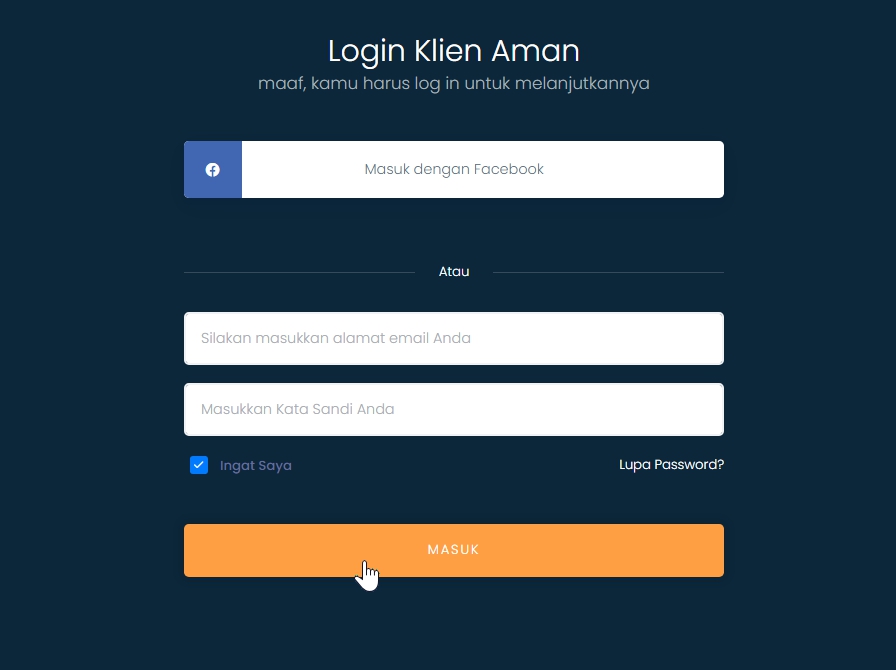 Login Klien Aman
maaf, kamu harus log in untuk melanjutkannya
Masuk dengan Facebook
Atau
Silakan masukkan alamat email Anda
Masukkan Kata Sandi Anda
Ingat Saya
Lupa Password?
MASUK